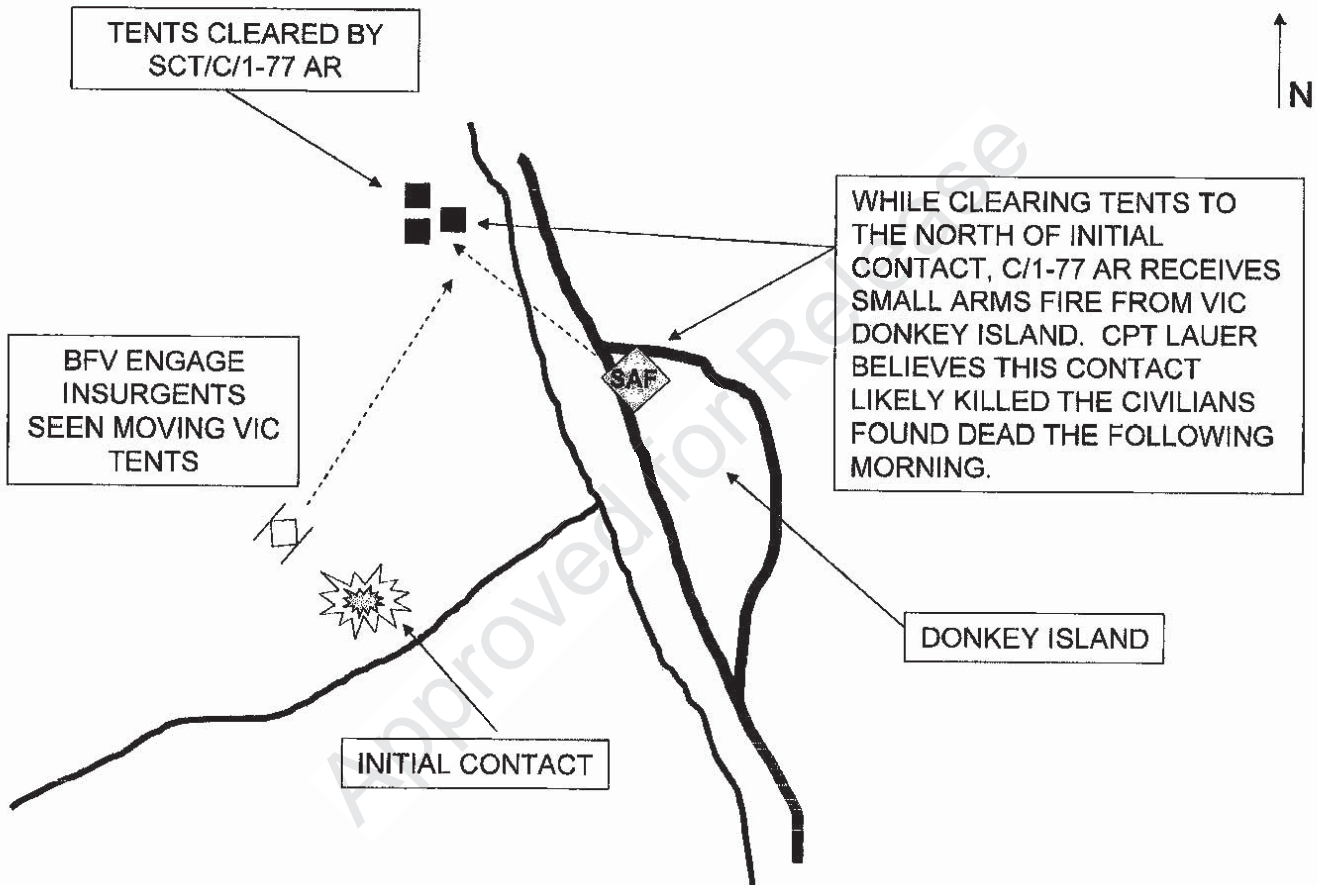 TENTS CLEARED BY
SCT/C/1-77 AR
N
WHILE CLEARING TENTS TO
THE NORTH OF INITIAL
CONTACT, C/1-77 AR RECEIVES
SMALL ARMS FIRE FROM VIC
DONKEY ISLAND. CPT LAUER
BELIEVES THIS CONTACT
LIKELY KILLED THE CIVILIANS
FOUND DEAD THE FOLLOWING
MORNING.
BFV ENGAGE
INSURGENTS
SEEN MOVING VIC
TENTS
SAF
DONKEY ISLAND
INITIAL CONTACT
Approved for Release